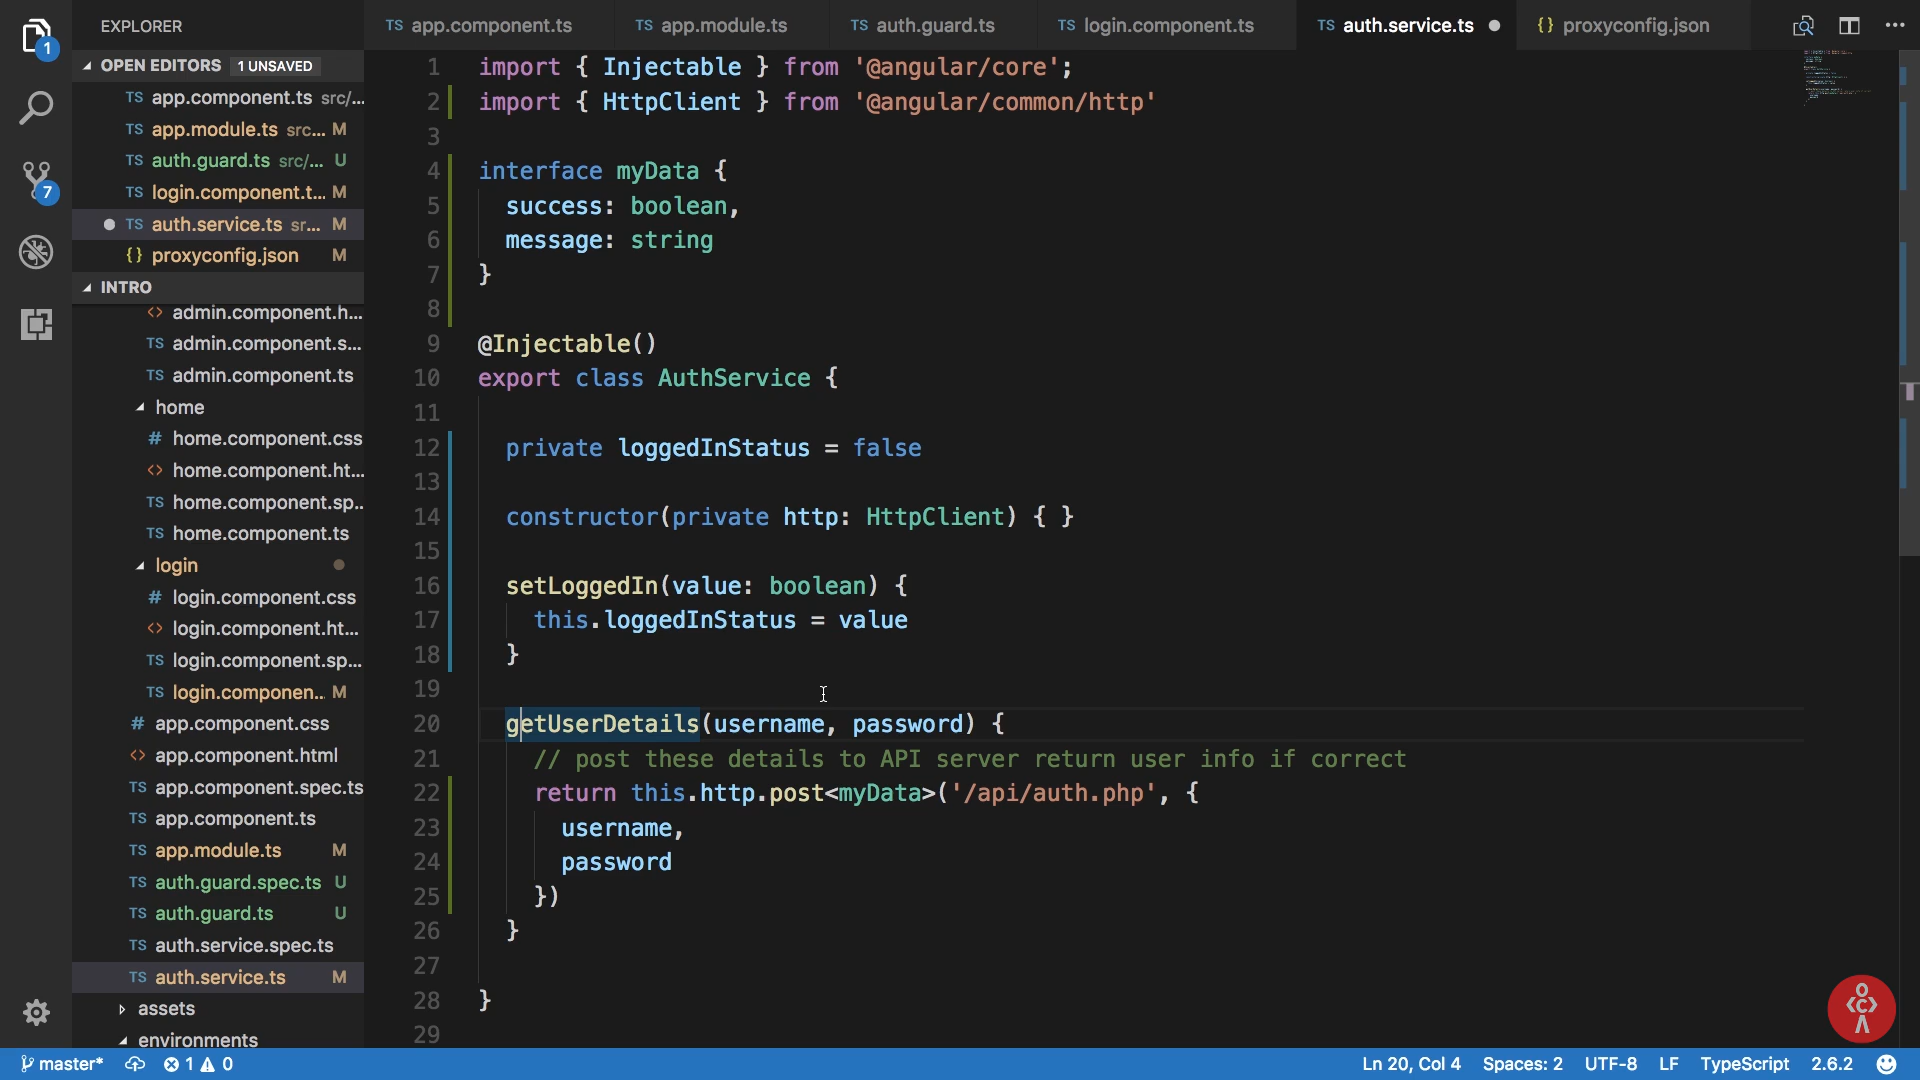 EXPLORER
TS app.component.ts
TS app.module.ts
TS auth.guard.ts
TS login.component.ts
TS auth.service.ts
{} proxyconfig.json
1
7
OPEN EDITORS 1 UNSAVED
TS app.component.ts src/...
TS app.module.ts src... M
TS auth.guard.ts src/... U
TS login.component.t... M
TS auth.service.ts sr... M
{} proxyconfig.json M
INTRO
<> admin.component.h...
TS admin.component.s...
TS admin.component.ts
home
# home.component.css
<> home.component.ht...
TS home.component.sp...
TS home.component.ts
login
# login.component.css
<> login.component.ht...
TS login.component.sp...
TS login.componen... M
# app.component.css
<> app.component.html
TS app.component.spec.ts
TS app.component.ts
TS app.module.ts M
TS auth.guard.spec.ts U
TS auth.guard.ts U
TS auth.service.spec.ts
TS auth.service.ts M
assets
environments
1 import { Injectable } from '@angular/core';
2 import { HttpClient } from '@angular/common/http'
3
4 interface myData {
5 success: boolean,
6 message: string
7 }
8
9 @Injectable()
10 export class AuthService {
11
12 private loggedInStatus = false
13
14 constructor(private http: HttpClient) { }
15
16 setLoggedIn(value: boolean) {
17 this.loggedInStatus = value
18 }
19
20 getUserDetails(username, password) {
21 // post these details to API server return user info if correct
22 return this.http.post<myData>('/api/auth.php', {
23 username,
24 password
25 })
26 }
27
28 }
29
<C>
master* 1 0 Ln 20, Col 4 Spaces: 2 UTF-8 LF TypeScript 2.6.2